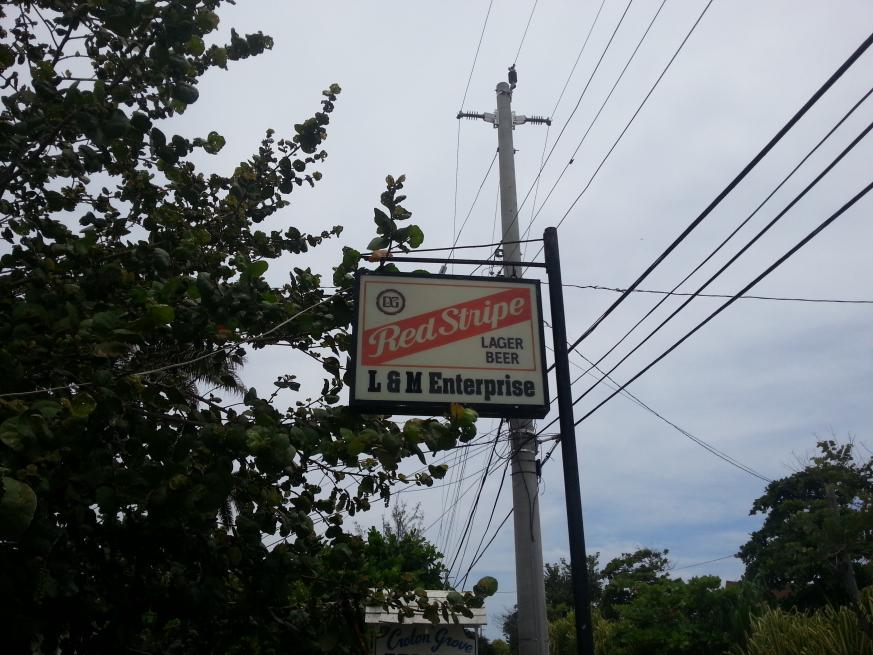 DG
Red Stripe
LAGER
BEER
L & M Enterprise
Croton Grove